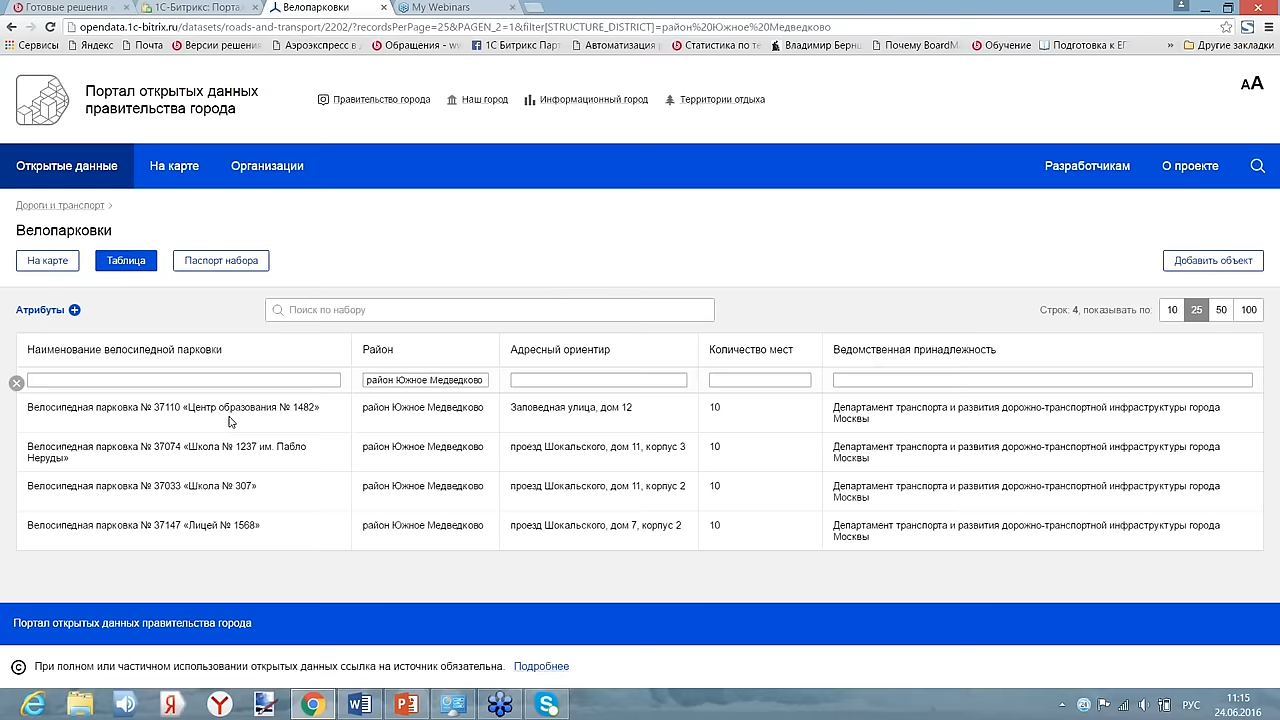 Готовые решения
1С-Битрикс: Портал
Велопарковки
My Webinars
opendata.1c-bitrix.ru/datasets/roads-and-transport/2202/?recordsPerPage=25&PAGEN_2=1&filter[STRUCTURE_DISTRICT]=район%20Южное%20Медведково
Сервисы Яндекс Почта Версии решения Аэроэкспресс в Обращения - ww 1С Битрикс Парт Автоматизация Статистика по те Владимир Берн Почему BoardM Обучение Подготовка к ЕГ » Другие закладки
Портал открытых данных
правительства города
Правительство города Наш город Информационный город Территории отдыха
AA
Открытые данные На карте Организации Разработчикам О проекте
Дороги и транспорт >
Велопарковки
На карте Таблица Паспорт набора Добавить объект
Атрибуты Поиск по набору Строк: 4, показывать по: 10 25 50 100
Наименование велосипедной парковки Район Адресный ориентир Количество мест Ведомственная принадлежность
район Южное Медведково
Велосипедная парковка № 37110 «Центр образования № 1482» район Южное Медведково Заповедная улица, дом 12 10 Департамент транспорта и развития дорожно-транспортной инфраструктуры города
Москвы
Велосипедная парковка № 37074 «Школа № 1237 им. Пабло район Южное Медведково проезд Шокальского, дом 11, корпус 3 10 Департамент транспорта и развития дорожно-транспортной инфраструктуры города
Неруды» Москвы
Велосипедная парковка № 37033 «Школа № 307» район Южное Медведково проезд Шокальского, дом 11, корпус 2 10 Департамент транспорта и развития дорожно-транспортной инфраструктуры города
Москвы
Велосипедная парковка № 37147 «Лицей № 1568» район Южное Медведково проезд Шокальского, дом 7, корпус 2 10 Департамент транспорта и развития дорожно-транспортной инфраструктуры города
Москвы
Портал открытых данных правительства города
© При полном или частичном использовании открытых данных ссылка на источник обязательна. Подробнее
РУС
11:15
24.06.2016